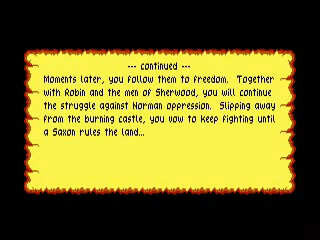 --- continued ---
Moments later, you follow them to freedom. Together
with Robin and the men of Sherwood, you will continue
the struggle against Norman oppression. Slipping away
from the burning castle, you vow to keep fighting until
a Saxon rules the land...